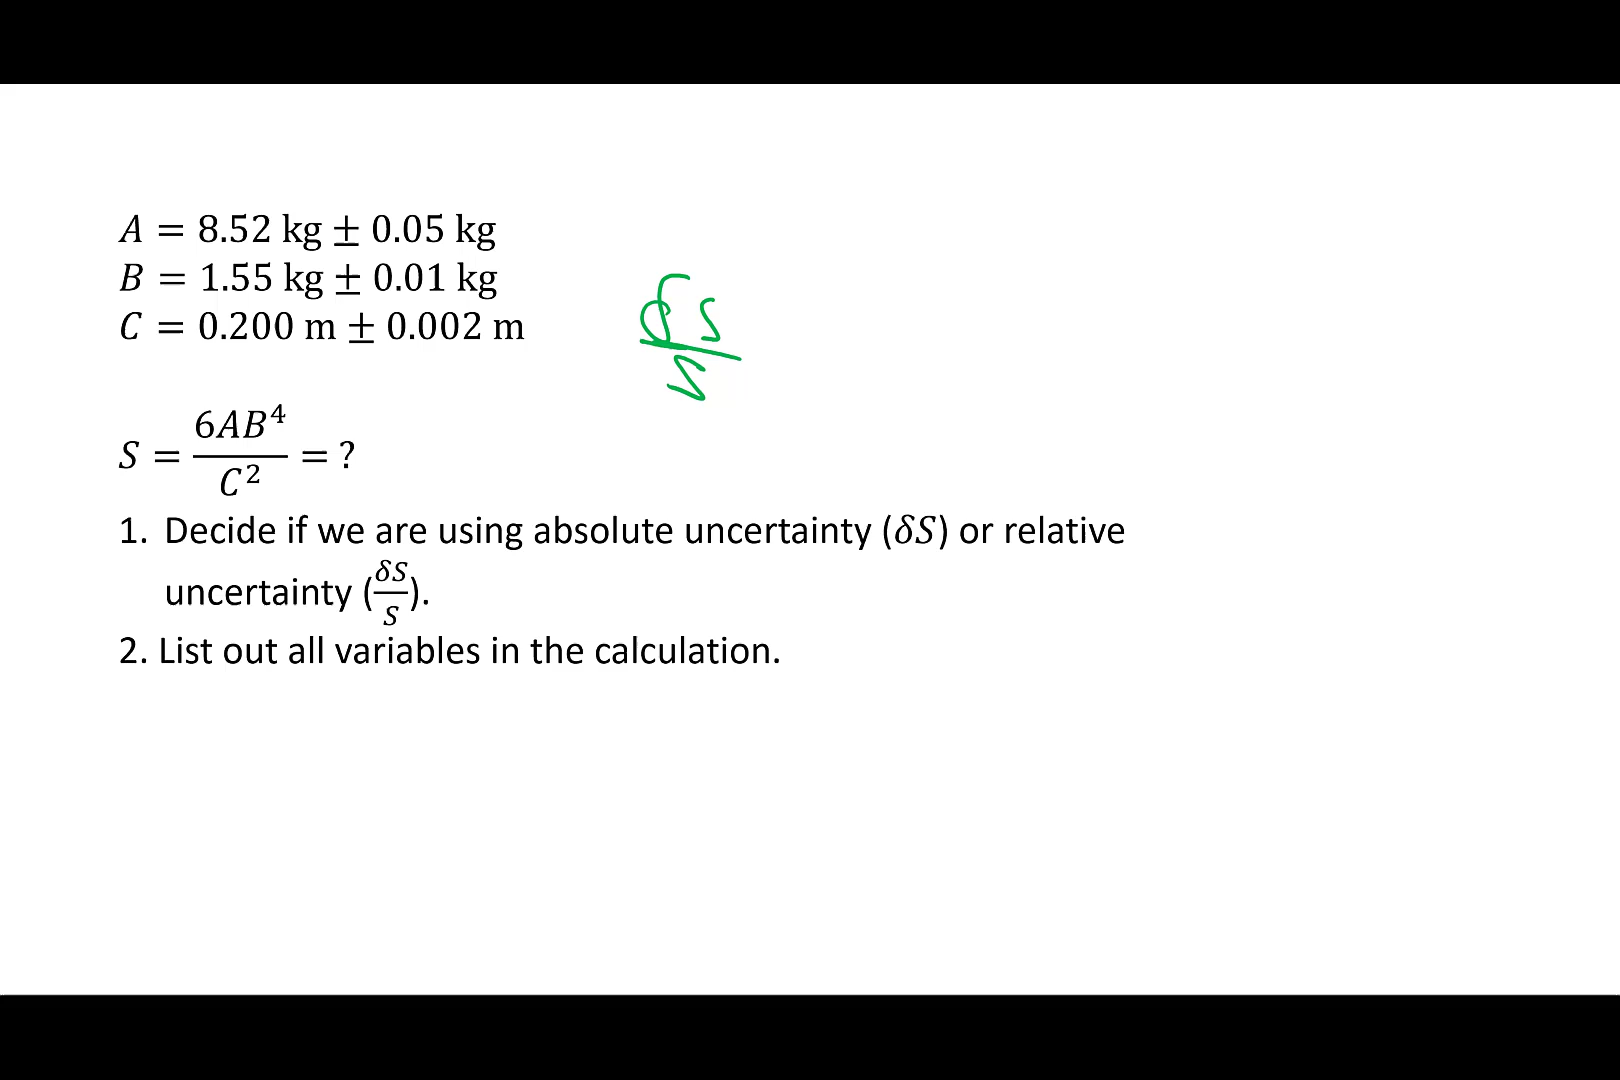 A = 8.52 kg ± 0.05 kg
B = 1.55 kg ± 0.01 kg
C = 0.200 m ± 0.002 m
δS
S
S = 6AB⁴ / C² = ?
1. Decide if we are using absolute uncertainty (δS) or relative
uncertainty (δS/S).
2. List out all variables in the calculation.